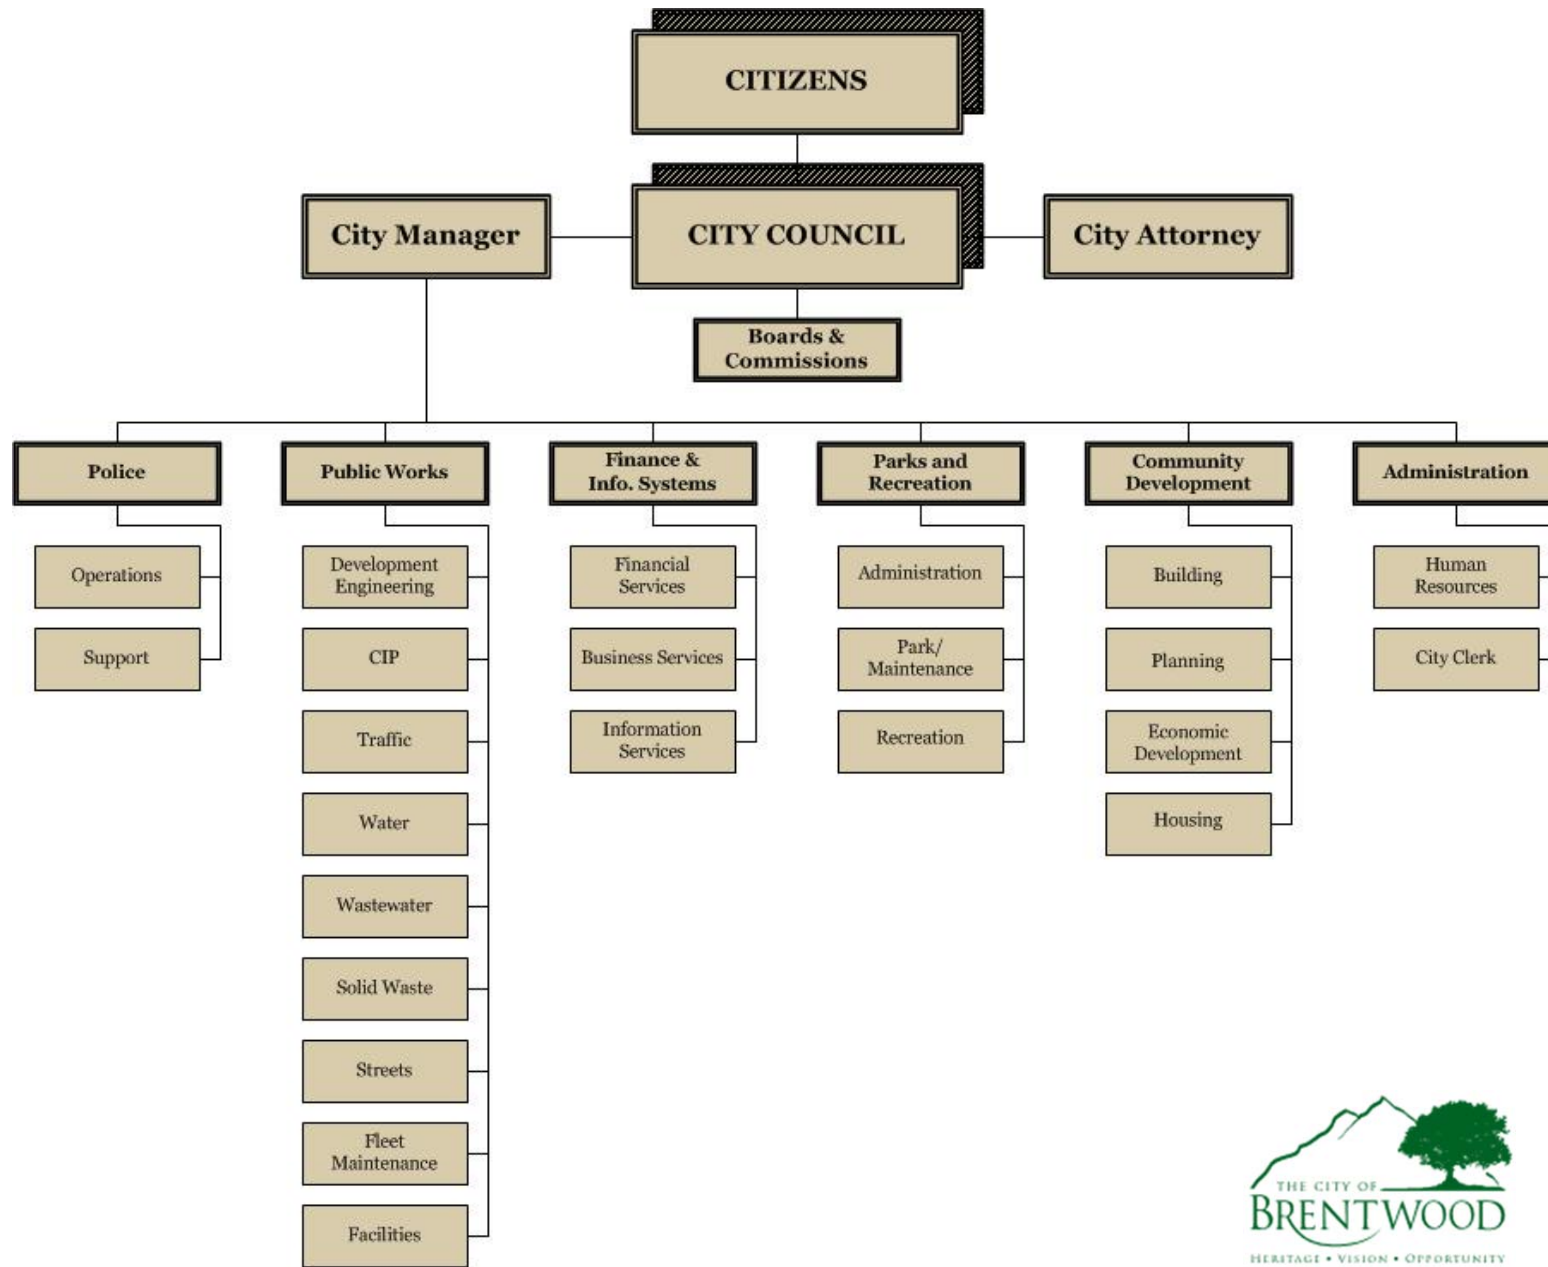 CITIZENS
City Manager
CITY COUNCIL
City Attorney
Boards &
Commissions
Police
Public Works
Finance &
Info. Systems
Parks and
Recreation
Community
Development
Administration
Operations
Support
Development
Engineering
CIP
Traffic
Water
Wastewater
Solid Waste
Streets
Fleet
Maintenance
Facilities
Financial
Services
Business Services
Information
Services
Administration
Park/
Maintenance
Recreation
Building
Planning
Economic
Development
Housing
Human
Resources
City Clerk
THE CITY OF
BRENTWOOD
HERITAGE • VISION • OPPORTUNITY